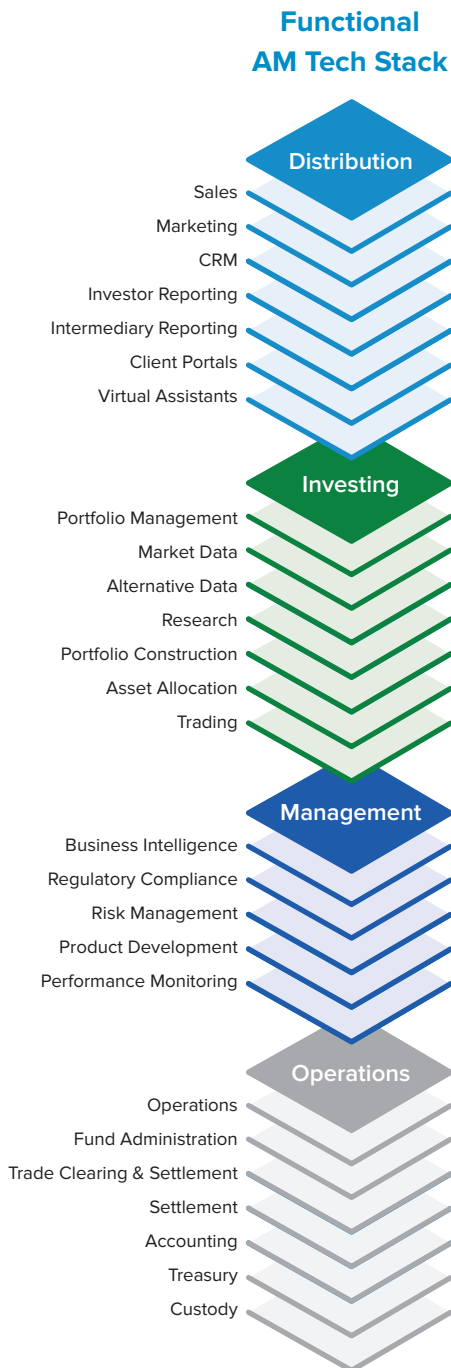 Functional
AM Tech Stack
Distribution
Sales
Marketing
CRM
Investor Reporting
Intermediary Reporting
Client Portals
Virtual Assistants
Investing
Portfolio Management
Market Data
Alternative Data
Research
Portfolio Construction
Asset Allocation
Trading
Management
Business Intelligence
Regulatory Compliance
Risk Management
Product Development
Performance Monitoring
Operations
Operations
Fund Administration
Trade Clearing & Settlement
Settlement
Accounting
Treasury
Custody